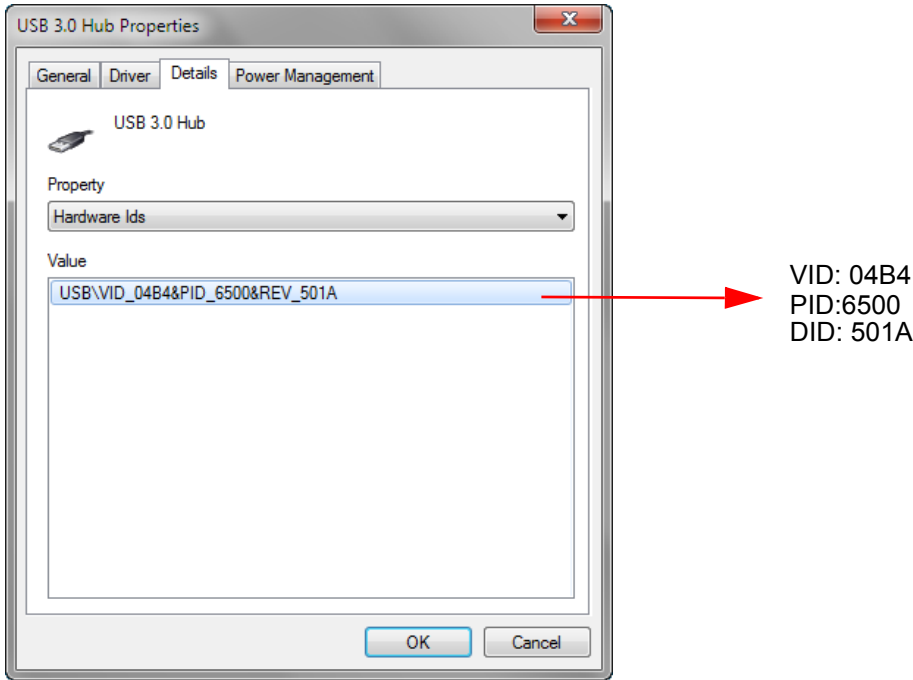 USB 3.0 Hub Properties
General Driver Details Power Management
USB 3.0 Hub
Property
Hardware Ids
Value
USB\VID_04B4&PID_6500&REV_501A
VID: 04B4
PID:6500
DID: 501A
OK Cancel